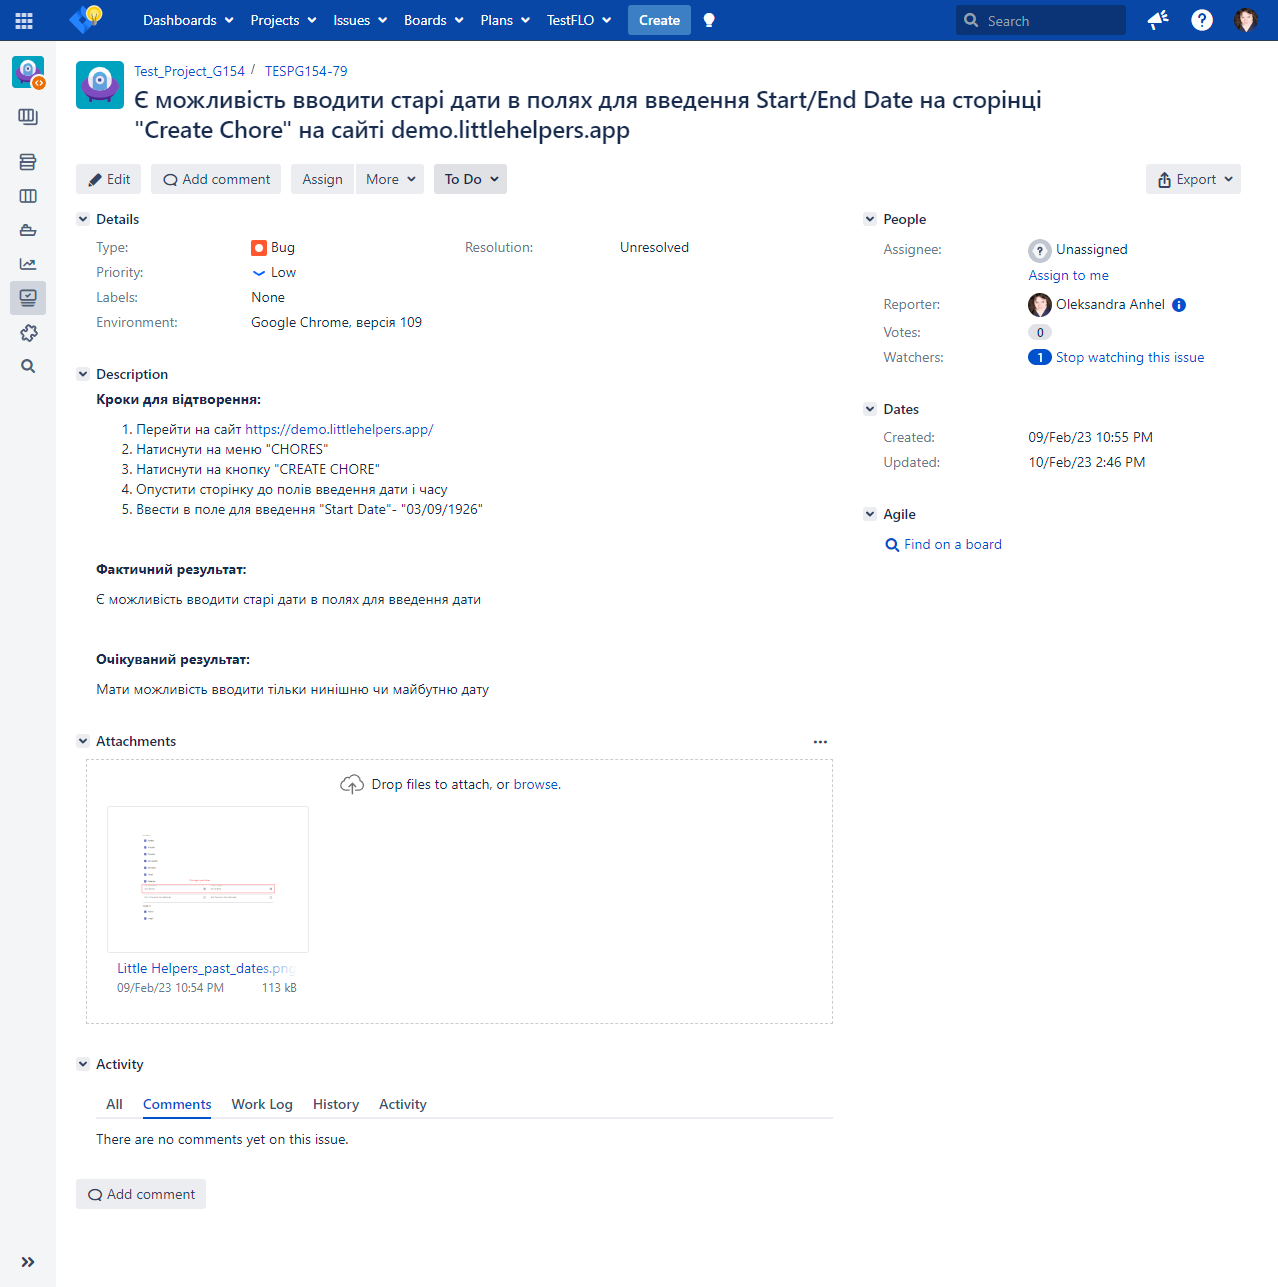 Dashboards Projects Issues Boards Plans TestFLO Create Search
Test_Project_G154 / TESPG154-79
Є можливість вводити старі дати в полях для введення Start/End Date на сторінці
"Create Chore" на сайті demo.littlehelpers.app
Edit Add comment Assign More To Do Export
Details
Type: Bug Resolution: Unresolved
Priority: Low
Labels: None
Environment: Google Chrome, версія 109
Description
Кроки для відтворення:
1. Перейти на сайт https://demo.littlehelpers.app/
2. Натиснути на меню "CHORES"
3. Натиснути на кнопку "CREATE CHORE"
4. Опустити сторінку до полів введення дати і часу
5. Ввести в поле для введення "Start Date"- "03/09/1926"
Фактичний результат:
Є можливість вводити старі дати в полях для введення дати
Очікуваний результат:
Мати можливість вводити тільки нинішню чи майбутню дату
Attachments
Drop files to attach, or browse.
Little Helpers_past_dates.png
09/Feb/23 10:54 PM 113 kB
Activity
All Comments Work Log History Activity
There are no comments yet on this issue.
Add comment
People
Assignee: Unassigned
Assign to me
Reporter: Oleksandra Anhel
Votes: 0
Watchers: 1 Stop watching this issue
Dates
Created: 09/Feb/23 10:55 PM
Updated: 10/Feb/23 2:46 PM
Agile
Find on a board